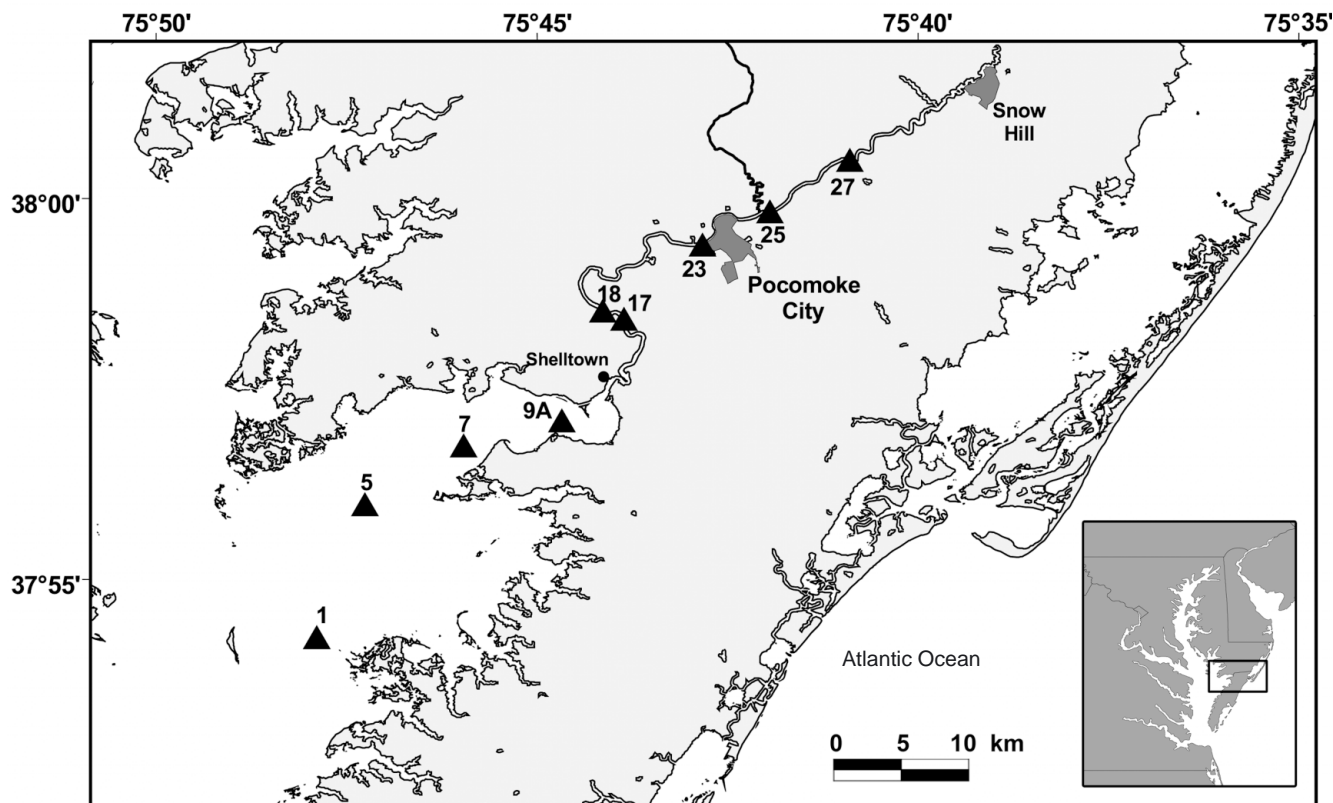 75°50' 75°45' 75°40' 75°35'
Snow
Hill
27
38°00'
25
23
Pocomoke
City
18 17
Shelltown
9A
7
5
37°55'
1
Atlantic Ocean
0 5 10 km